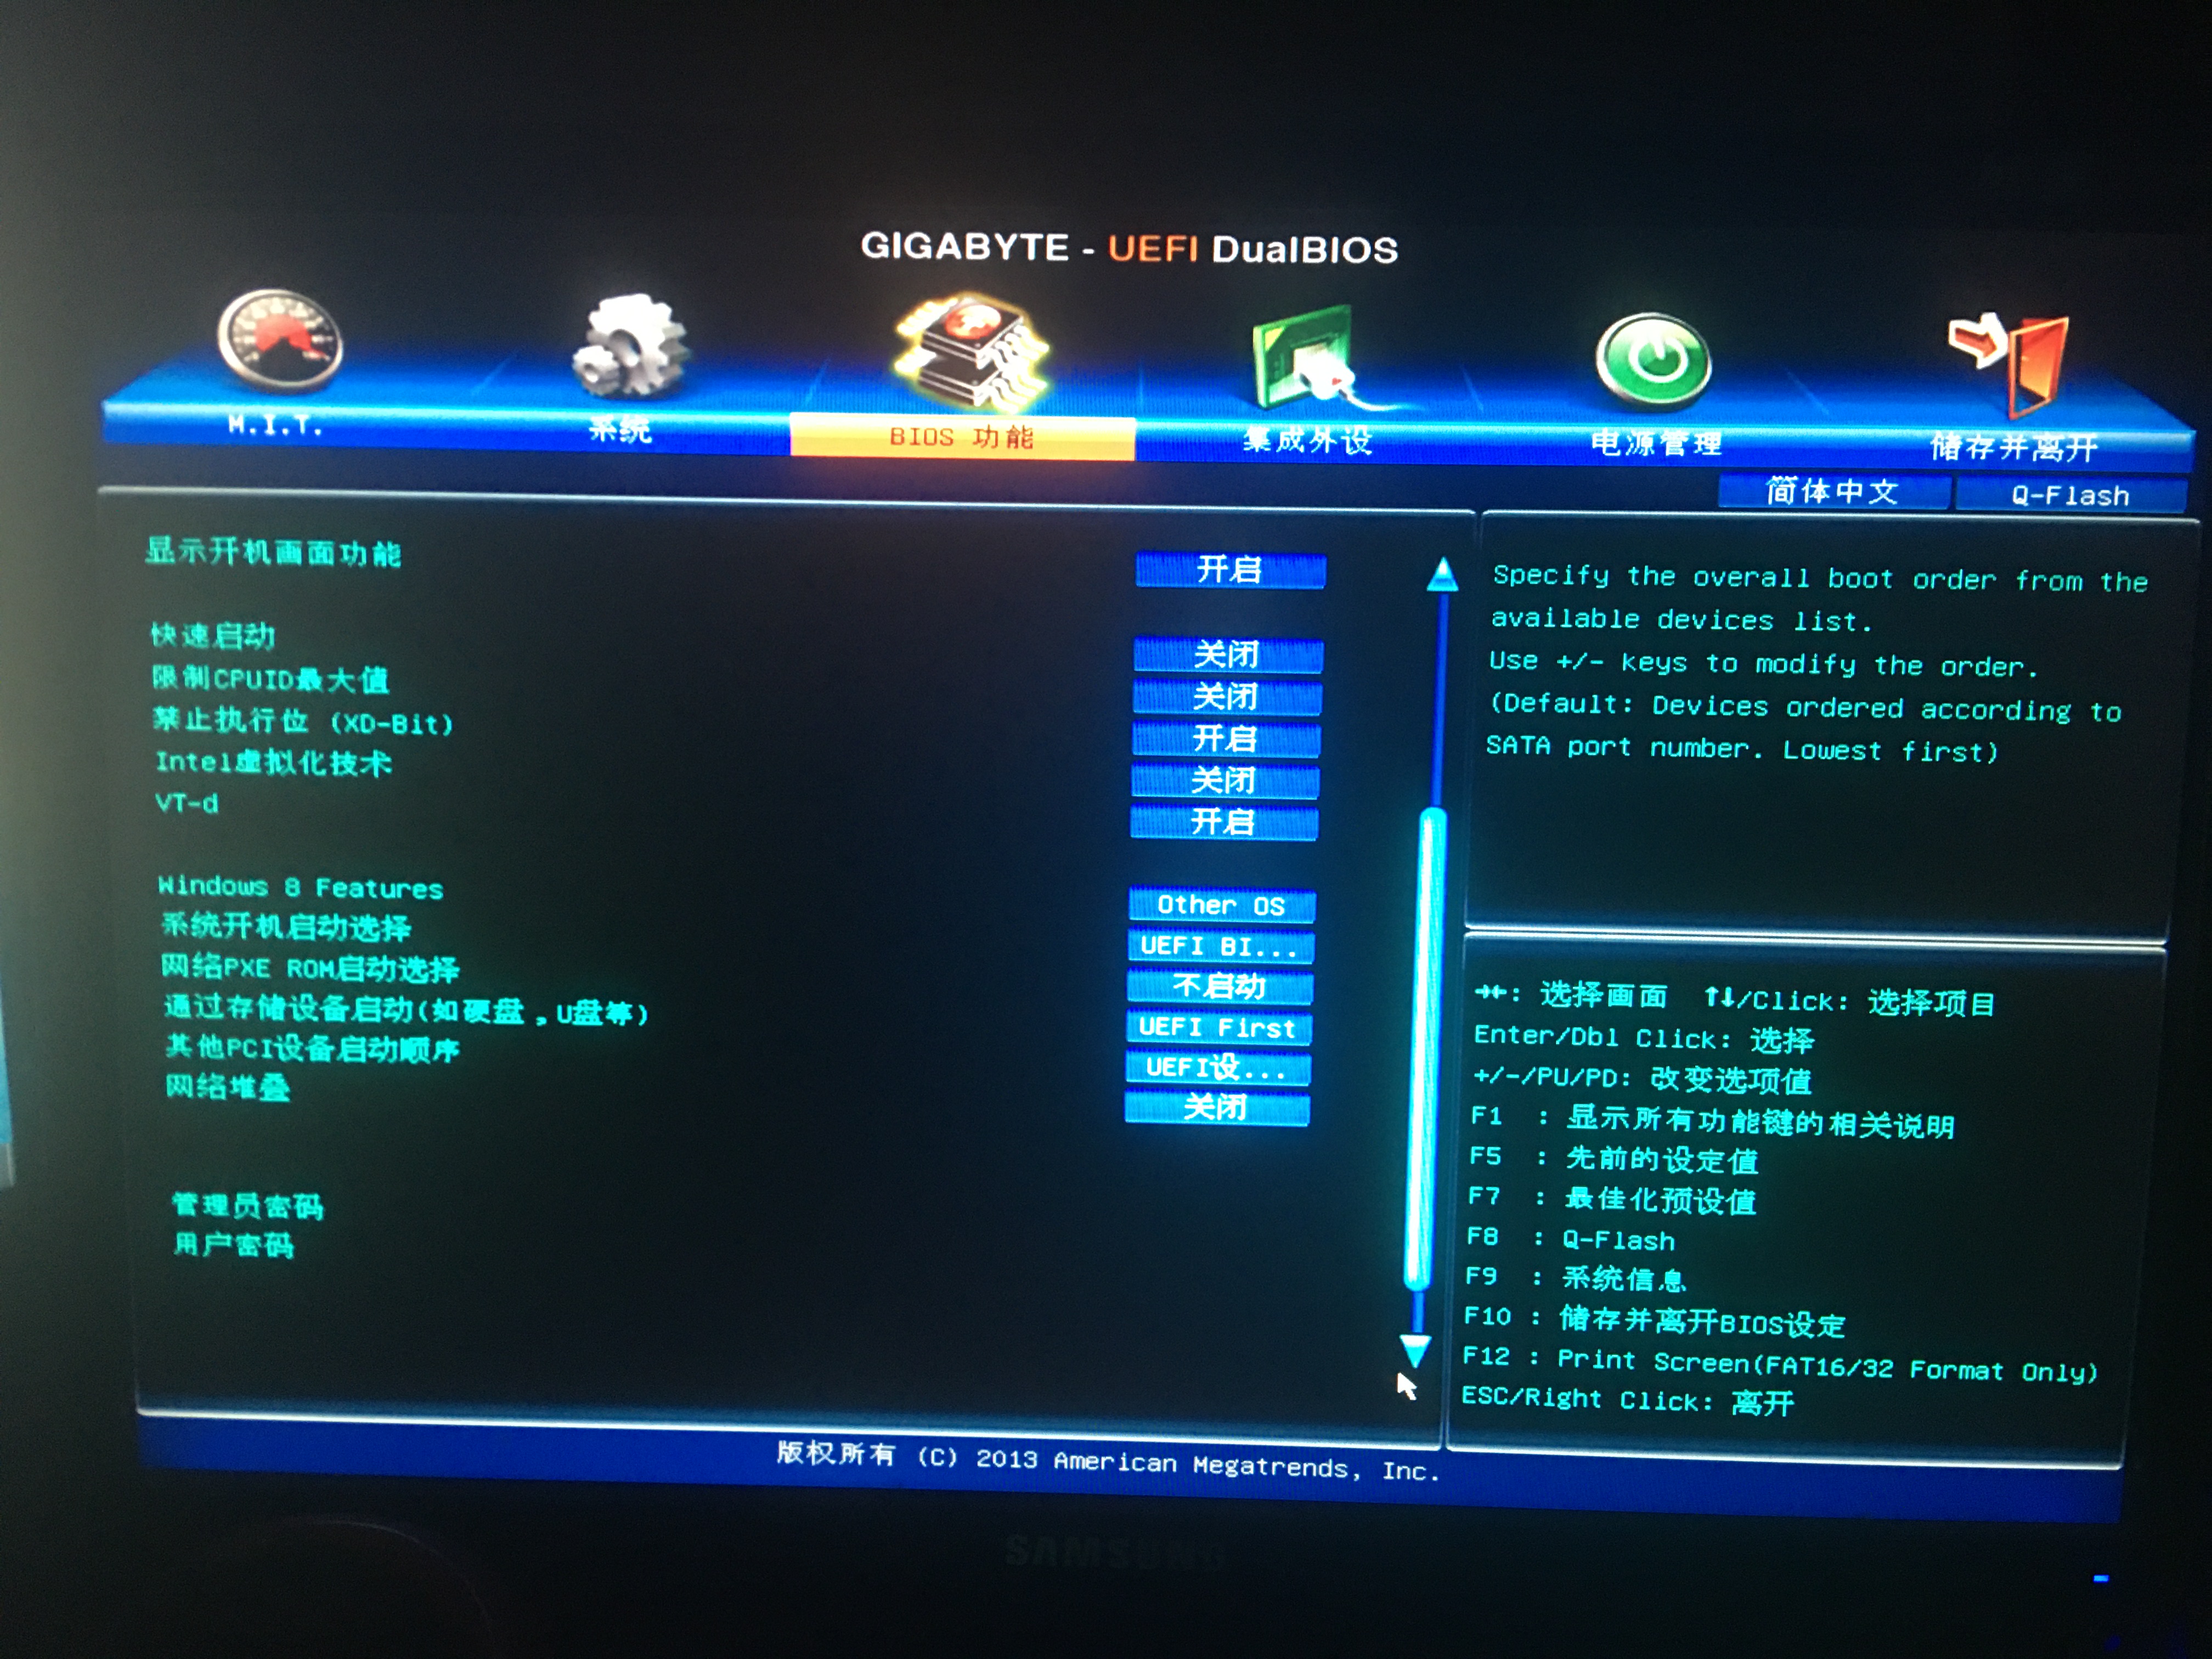 GIGABYTE - UEFI DualBIOS
M.I.T. 系统 BIOS 功能 集成外设 电源管理 储存并离开
简体中文 Q-Flash
显示开机画面功能 开启
快速启动 关闭
限制CPUID最大值 关闭
禁止执行位 (XD-Bit) 开启
Intel虚拟化技术 关闭
VT-d 开启
Windows 8 Features Other OS
系统开机启动选择 UEFI BI...
网络PXE ROM启动选择 不启动
通过存储设备启动(如硬盘,U盘等) UEFI First
其他PCI设备启动顺序 UEFI设...
网络堆叠 关闭
管理员密码
用户密码
Specify the overall boot order from the
available devices list.
Use +/- keys to modify the order.
(Default: Devices ordered according to
SATA port number. Lowest first)
→←: 选择画面 ↑↓/Click: 选择项目
Enter/Dbl Click: 选择
+/-/PU/PD: 改变选项值
F1 : 显示所有功能键的相关说明
F5 : 先前的设定值
F7 : 最佳化预设值
F8 : Q-Flash
F9 : 系统信息
F10 : 储存并离开BIOS设定
F12 : Print Screen(FAT16/32 Format Only)
ESC/Right Click: 离开
版权所有 (C) 2013 American Megatrends, Inc.
SAMSUNG